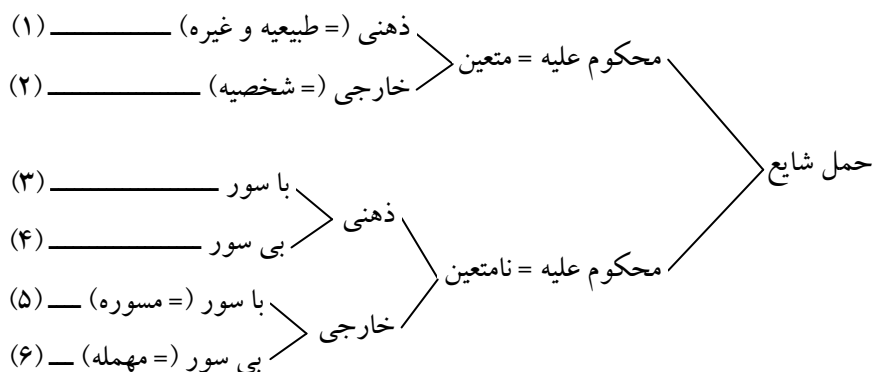 ذهنی (= طبیعیه و غیره) (۱)
محکوم علیه = متعین
خارجی (= شخصیه) (۲)
حمل شایع
با سور (۳)
ذهنی
بی سور (۴)
محکوم علیه = نامتعین
با سور (= مسوره) (۵)
خارجی
بی سور (= مهمله) (۶)